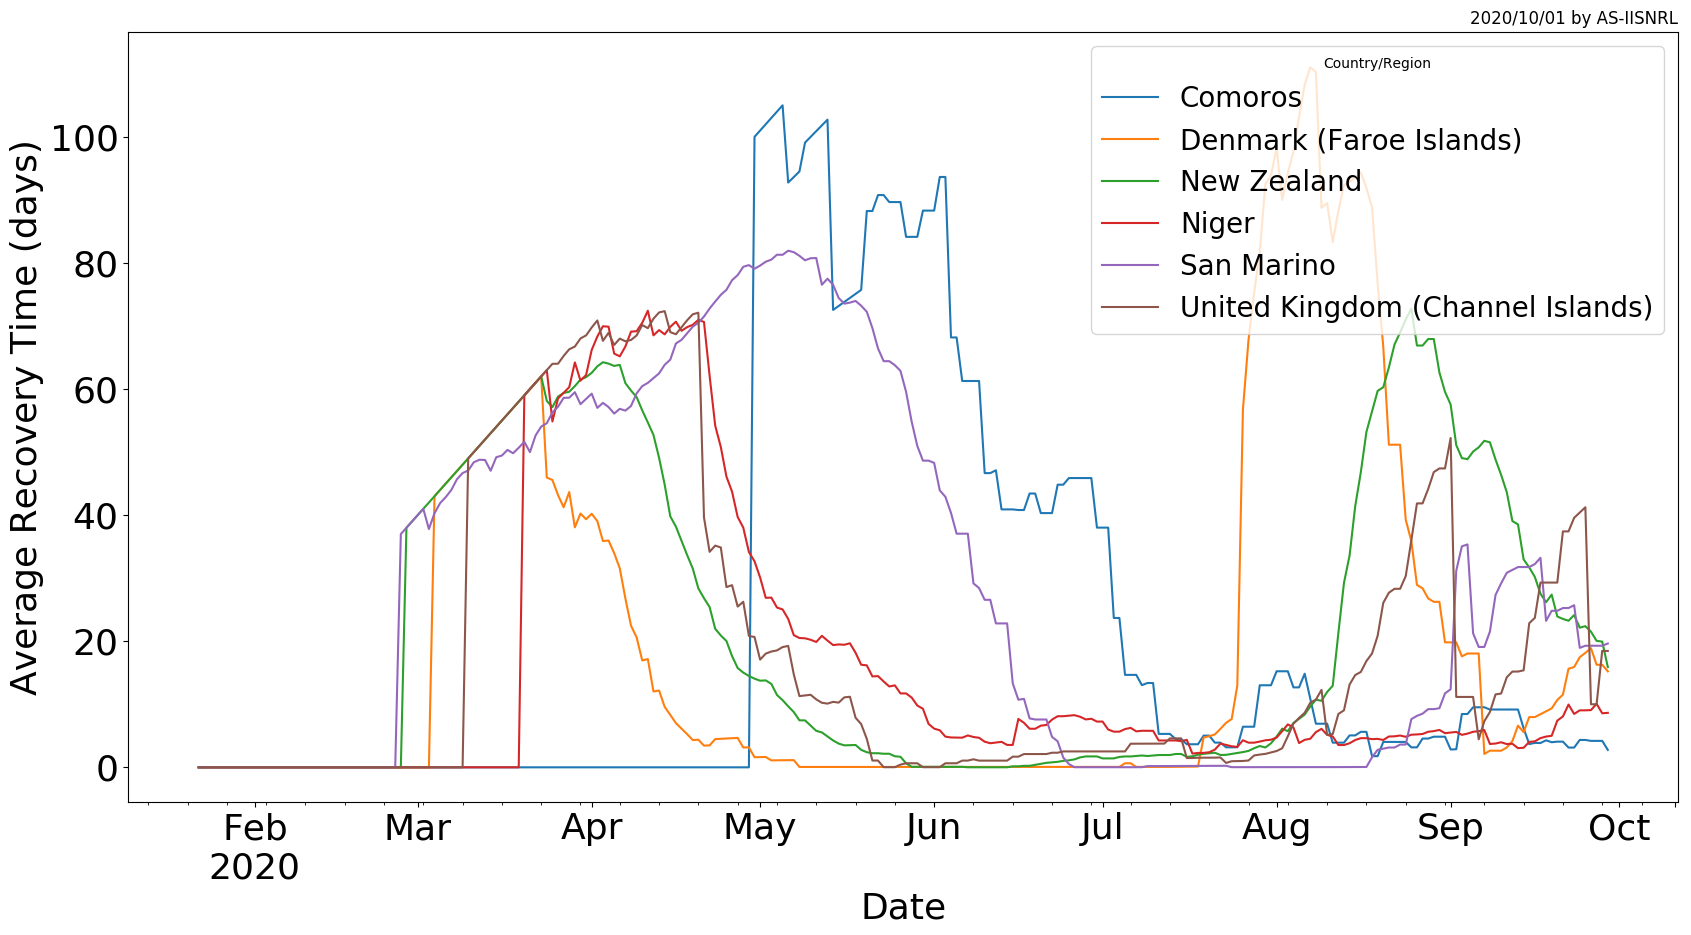 2020/10/01 by AS-IISNRL
Country/Region
Comoros
Denmark (Faroe Islands)
New Zealand
Niger
San Marino
United Kingdom (Channel Islands)
Average Recovery Time (days)
100
80
60
40
20
0
Feb Mar Apr May Jun Jul Aug Sep Oct
2020
Date